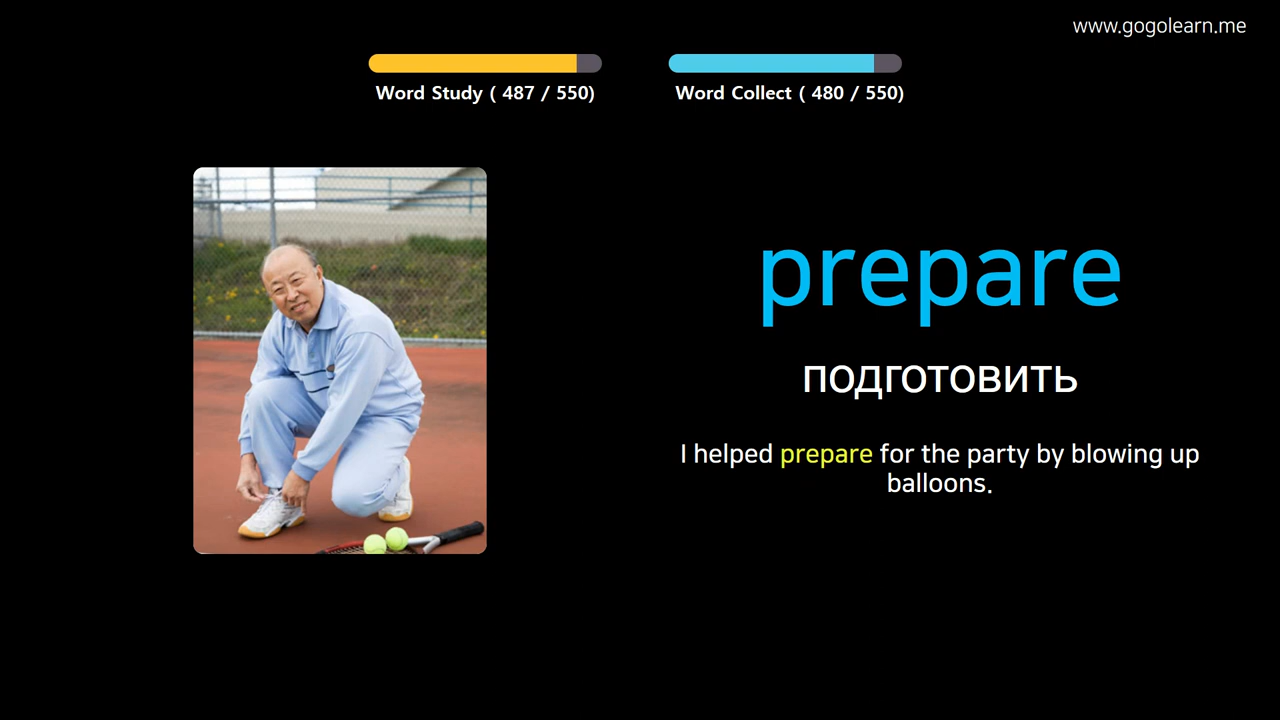 www.gogolearn.me
Word Study ( 487 / 550)
Word Collect ( 480 / 550)
prepare
подготовить
I helped prepare for the party by blowing up
balloons.